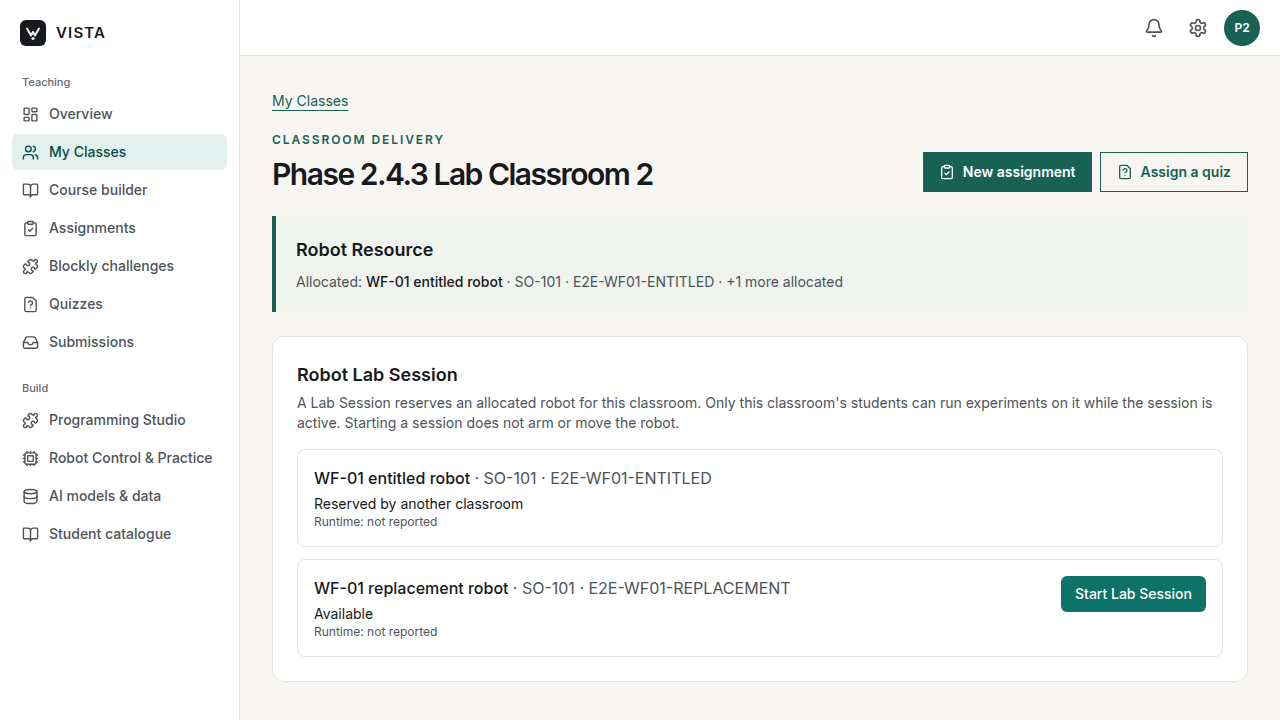 VISTA
P2
Teaching
Overview
My Classes
Course builder
Assignments
Blockly challenges
Quizzes
Submissions
Build
Programming Studio
Robot Control & Practice
AI models & data
Student catalogue
My Classes
CLASSROOM DELIVERY
Phase 2.4.3 Lab Classroom 2
New assignment
Assign a quiz
Robot Resource
Allocated: WF-01 entitled robot · SO-101 · E2E-WF01-ENTITLED · +1 more allocated
Robot Lab Session
A Lab Session reserves an allocated robot for this classroom. Only this classroom's students can run experiments on it while the session is
active. Starting a session does not arm or move the robot.
WF-01 entitled robot · SO-101 · E2E-WF01-ENTITLED
Reserved by another classroom
Runtime: not reported
WF-01 replacement robot · SO-101 · E2E-WF01-REPLACEMENT
Start Lab Session
Available
Runtime: not reported